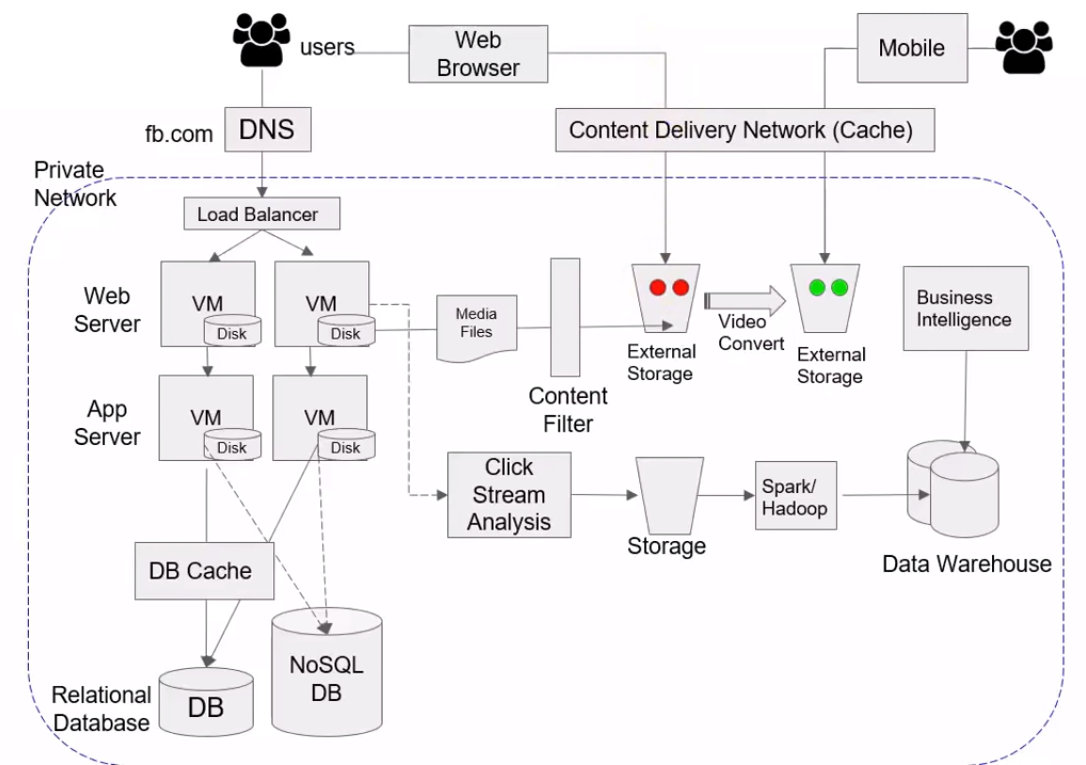 users
Web
Browser
Mobile
fb.com
DNS
Content Delivery Network (Cache)
Private
Network
Load Balancer
Web
Server
VM
Disk
VM
Disk
Media
Files
Content
Filter
External
Storage
Video
Convert
External
Storage
Business
Intelligence
App
Server
VM
Disk
VM
Disk
Click
Stream
Analysis
Storage
Spark/
Hadoop
Data Warehouse
DB Cache
Relational
Database
DB
NoSQL
DB